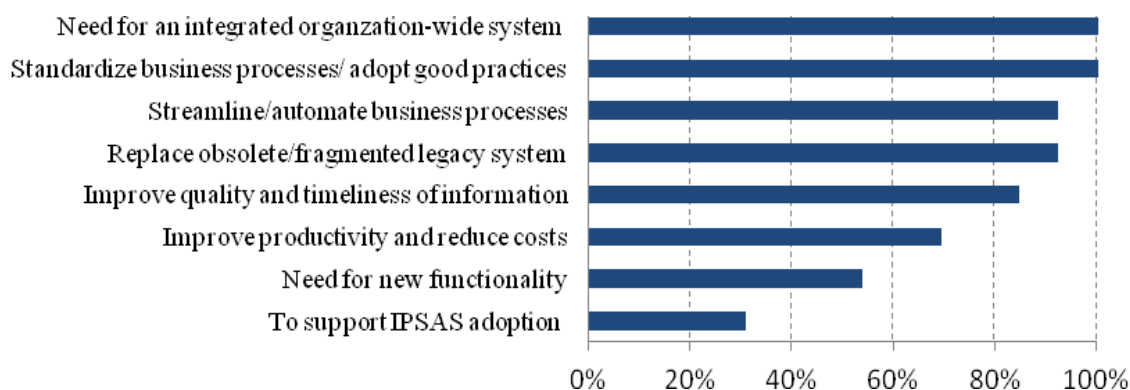 Need for an integrated organzation-wide system
Standardize business processes/ adopt good practices
Streamline/automate business processes
Replace obsolete/fragmented legacy system
Improve quality and timeliness of information
Improve productivity and reduce costs
Need for new functionality
To support IPSAS adoption
0% 20% 40% 60% 80% 100%